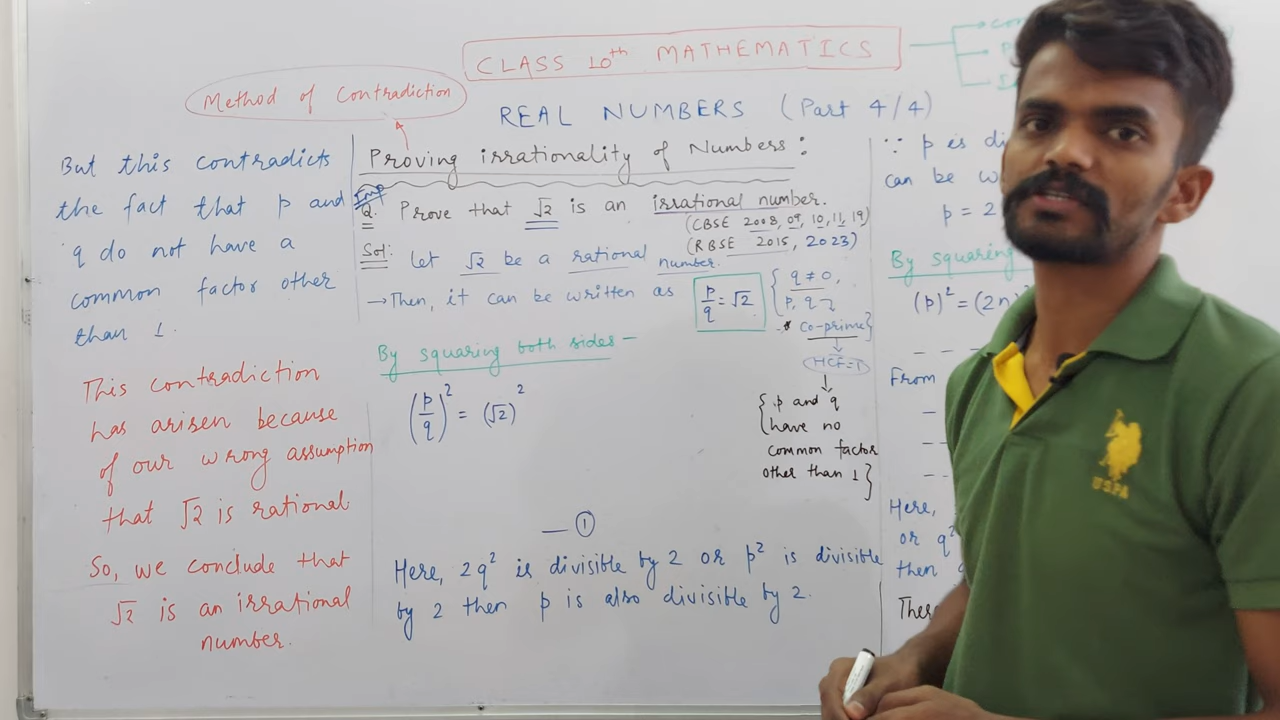 CLASS 10th MATHEMATICS
Method of Contradiction
REAL NUMBERS (Part 4/4)
Proving irrationality of Numbers:
Imp
Q. Prove that √2 is an irrational number.
(CBSE 2008, 09, 10, 11, 19)
(RBSE 2015, 2023)
Sol: let √2 be a rational number.
→ Then, it can be written as p/q = √2 { q ≠ 0,
p, q →
* Co-prime}
HCF=1
{ p and q
have no
common factor
other than 1 }
By squaring both sides –
(p/q)² = (√2)²
— ①
Here, 2q² is divisible by 2 or p² is divisible
by 2 then p is also divisible by 2.
∵ p is di
can be w
p = 2
By squaring
(p)² = (2n)
From
Here,
or q²
then
But this contradicts
the fact that p and
q do not have a
common factor other
than 1.
This contradiction
has arisen because
of our wrong assumption
that √2 is rational.
So, we conclude that
√2 is an irrational
number.
USPA